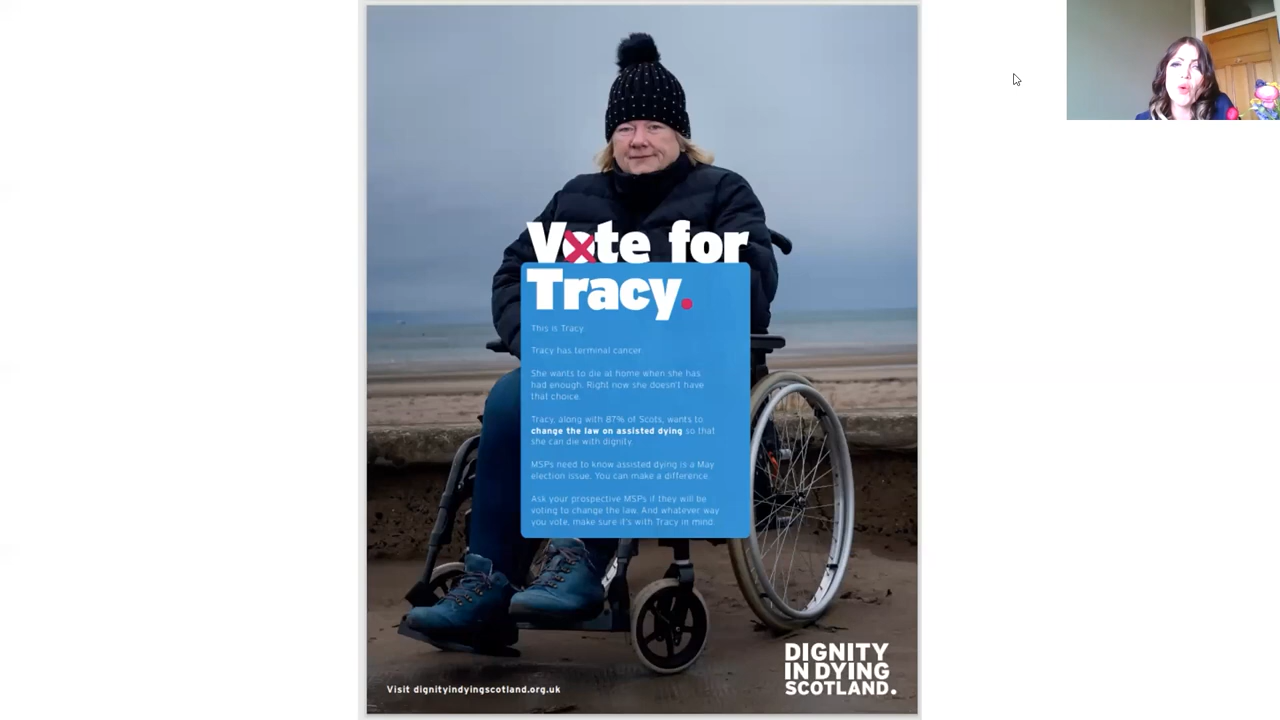 Vote for
Tracy.
This is Tracy.
Tracy has terminal cancer.
She wants to die at home when she has
had enough. Right now she doesn't have
that choice.
Tracy, along with 87% of Scots, wants to
change the law on assisted dying so that
she can die with dignity.
MSPs need to know assisted dying is a May
election issue. You can make a difference.
Ask your prospective MSPs if they will be
voting to change the law. And whatever way
you vote, make sure it's with Tracy in mind.
Visit dignityindyingscotland.org.uk
DIGNITY
IN DYING
SCOTLAND.